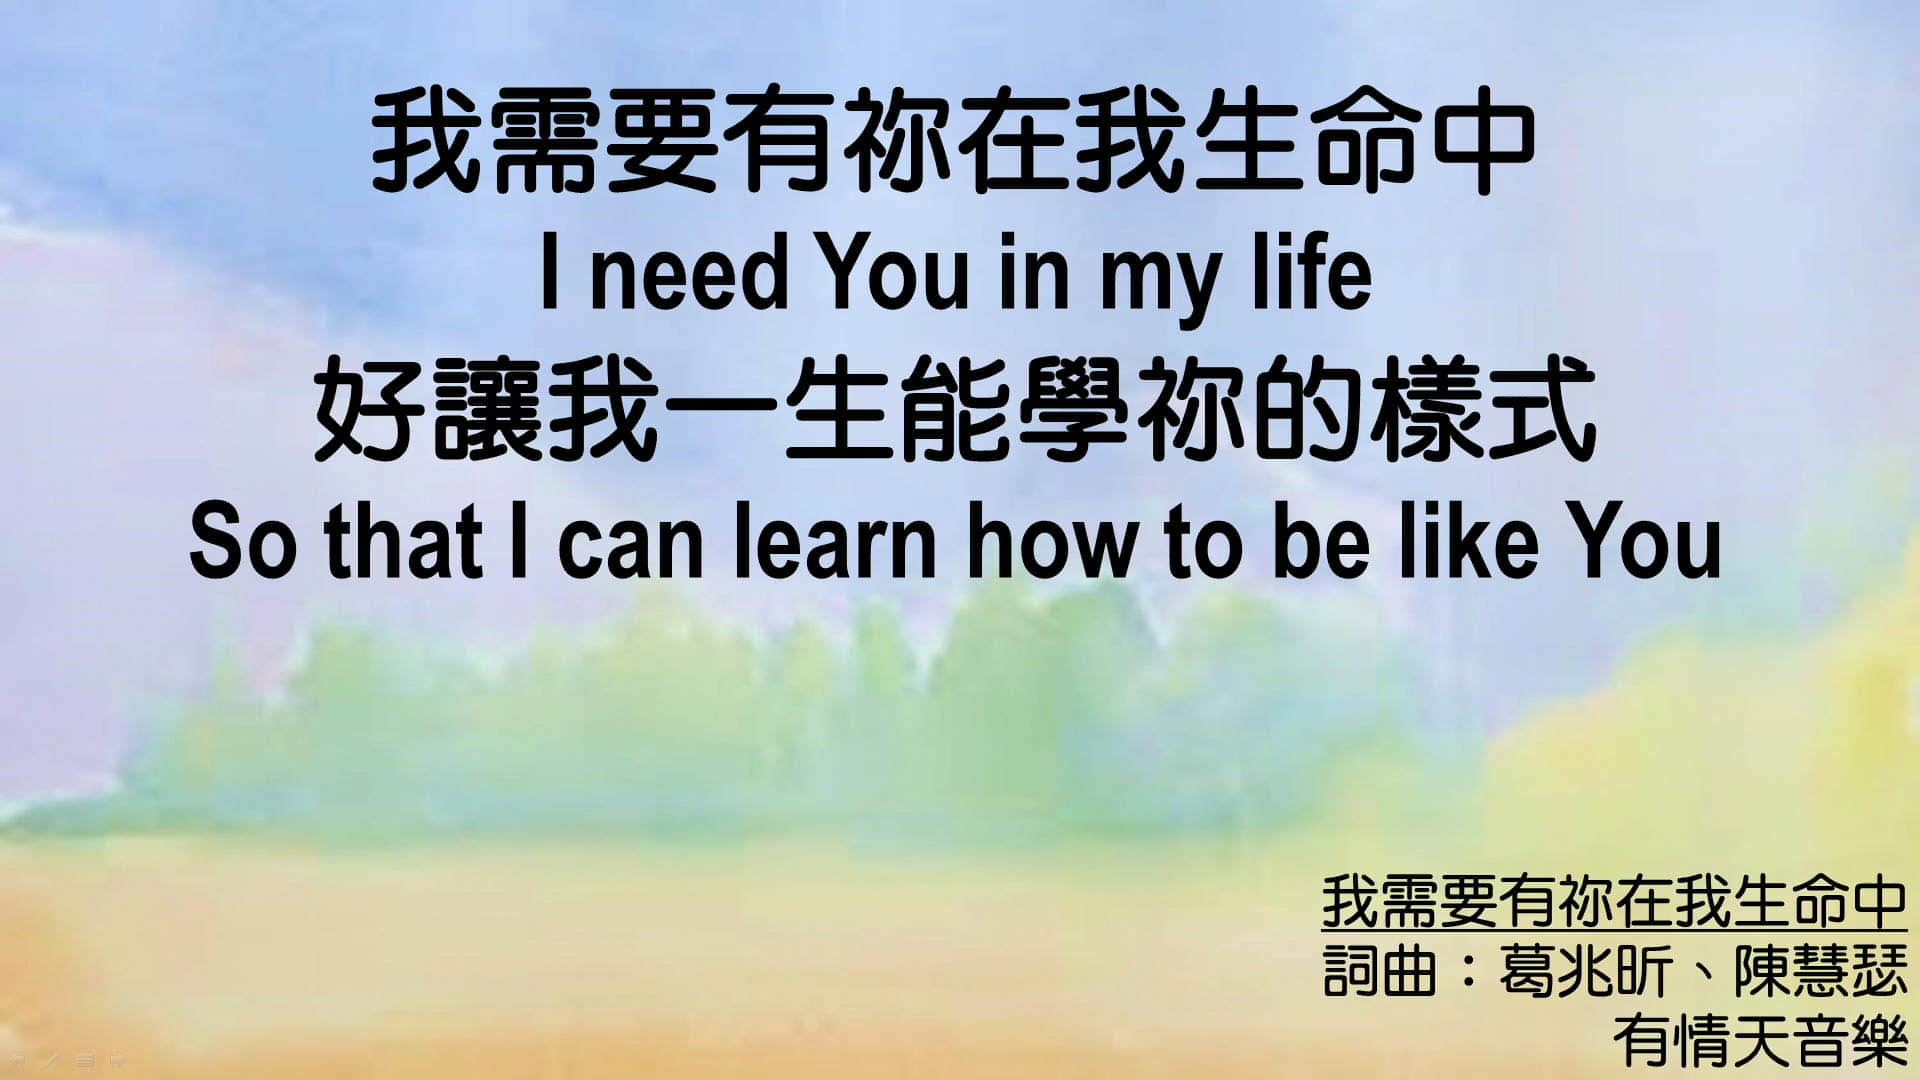 我需要有祢在我生命中
I need You in my life
好讓我一生能學祢的樣式
So that I can learn how to be like You
我需要有祢在我生命中
詞曲：葛兆昕、陳慧瑟
有情天音樂